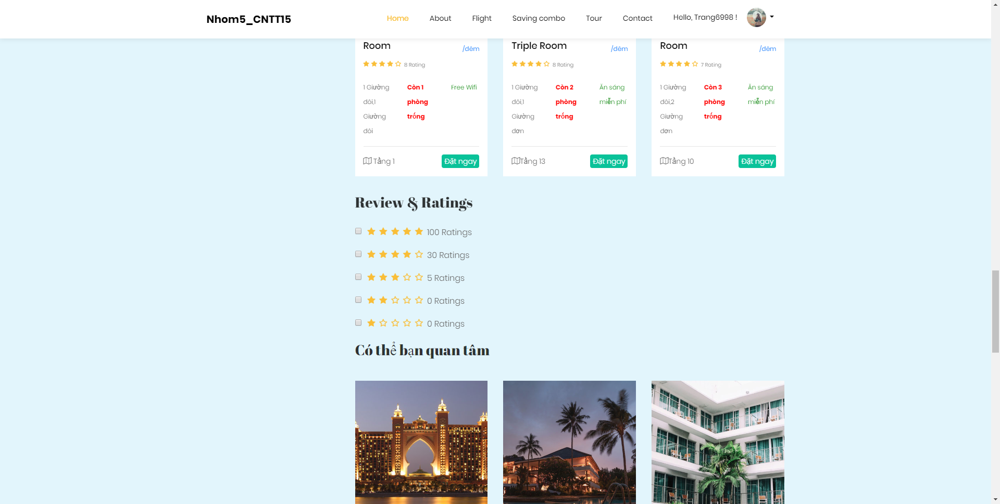 Nhom5_CNTT15
Home About Flight Saving combo Tour Contact Hello, Trang6998 !
Room /đêm
8 Rating
1 Giường đôi,1 Giường đôi
Còn 1 phòng trống
Free Wifi
Tầng 1 Đặt ngay
Triple Room /đêm
8 Rating
1 Giường đôi,1 Giường đơn
Còn 2 phòng trống
Ăn sáng miễn phí
Tầng 13 Đặt ngay
Room /đêm
7 Rating
1 Giường đôi,2 Giường đơn
Còn 3 phòng trống
Ăn sáng miễn phí
Tầng 10 Đặt ngay
Review & Ratings
100 Ratings
30 Ratings
5 Ratings
0 Ratings
0 Ratings
Có thể bạn quan tâm